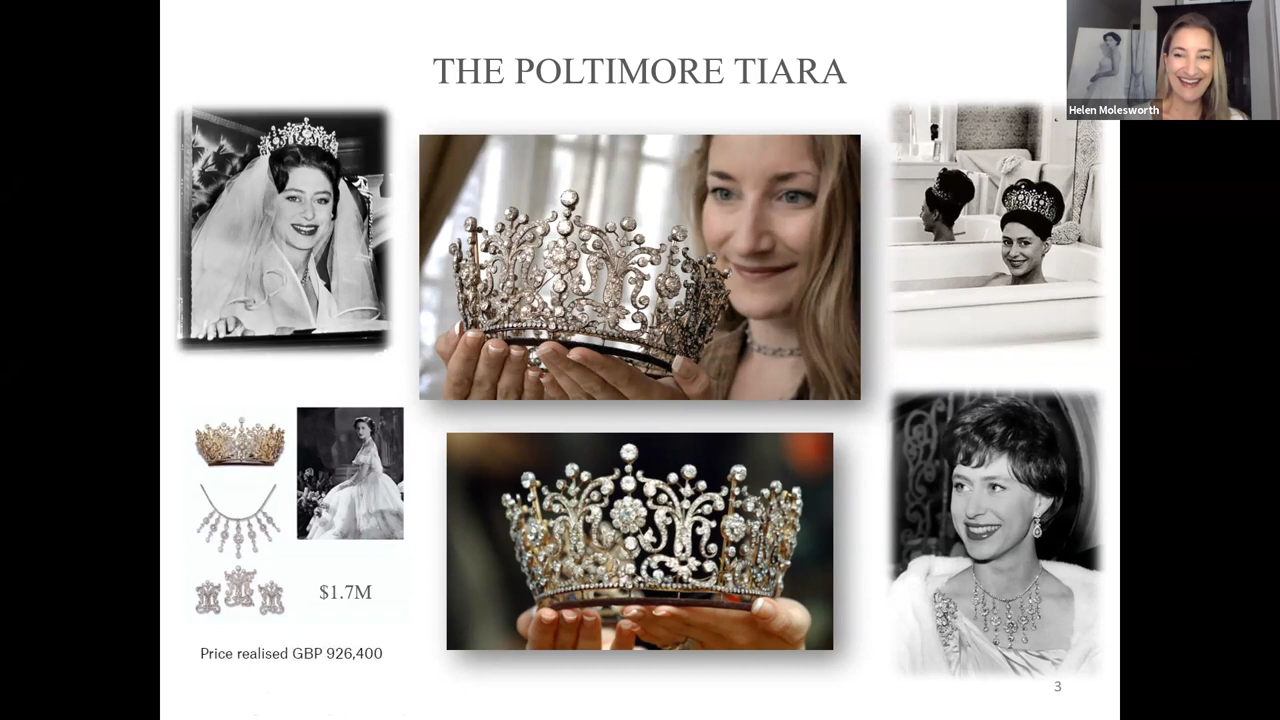 THE POLTIMORE TIARA
Helen Molesworth
$1.7M
Price realised GBP 926,400
3